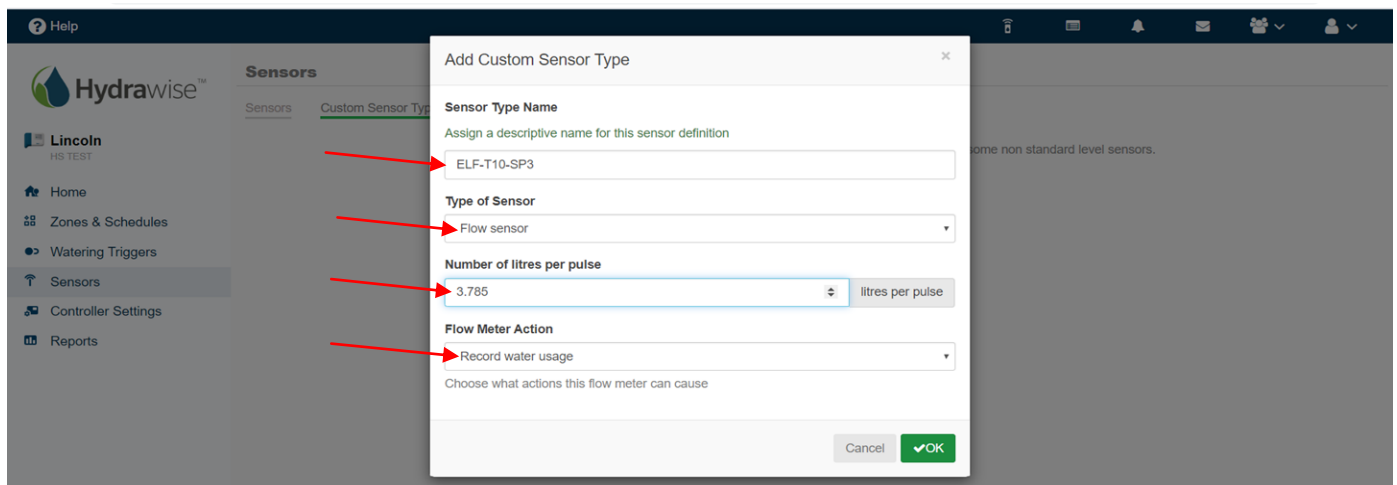 Help
Hydrawise™
Lincoln
HS TEST
Home
Zones & Schedules
Watering Triggers
Sensors
Controller Settings
Reports
Sensors
Sensors Custom Sensor Typ
some non standard level sensors.
Add Custom Sensor Type ×
Sensor Type Name
Assign a descriptive name for this sensor definition
ELF-T10-SP3
Type of Sensor
Flow sensor
Number of litres per pulse
3.785 litres per pulse
Flow Meter Action
Record water usage
Choose what actions this flow meter can cause
Cancel ✔OK